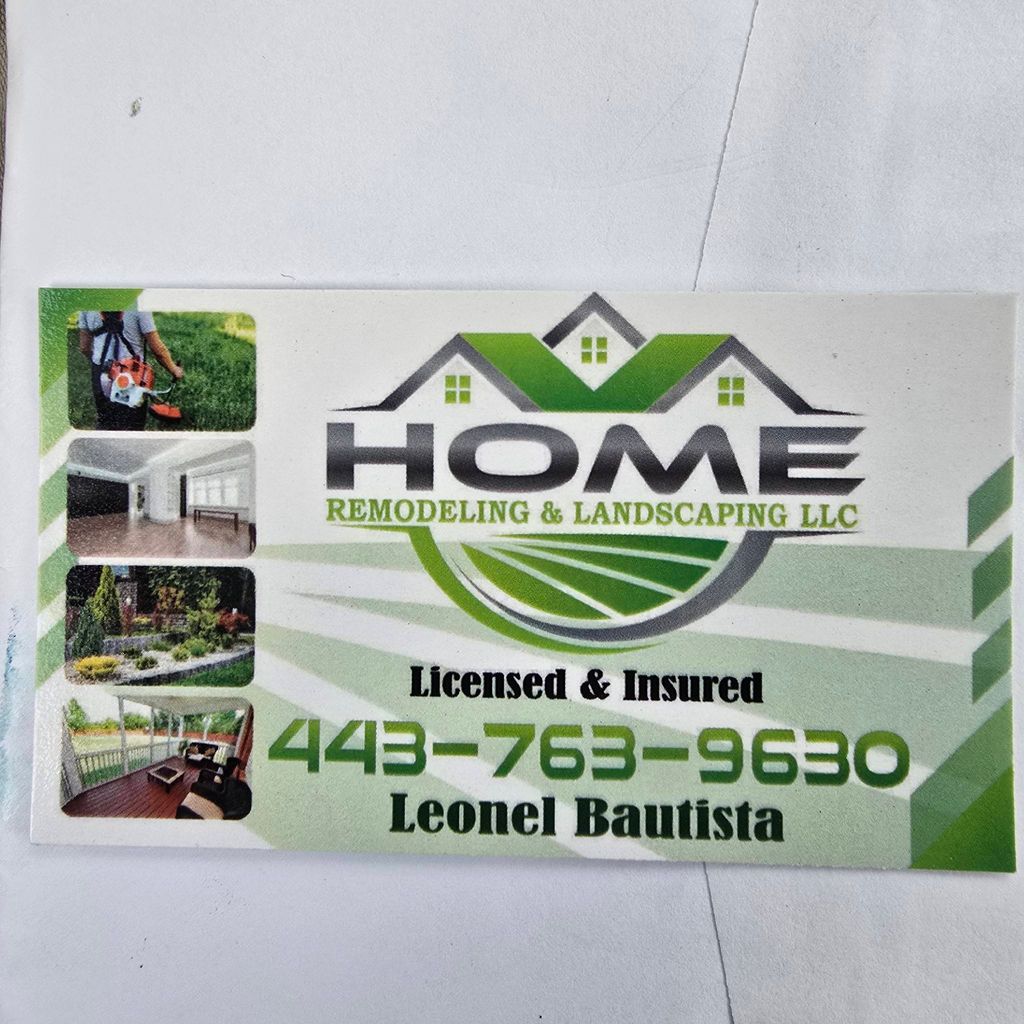 HOME
REMODELING & LANDSCAPING LLC
Licensed & Insured
443-763-9630
Leonel Bautista